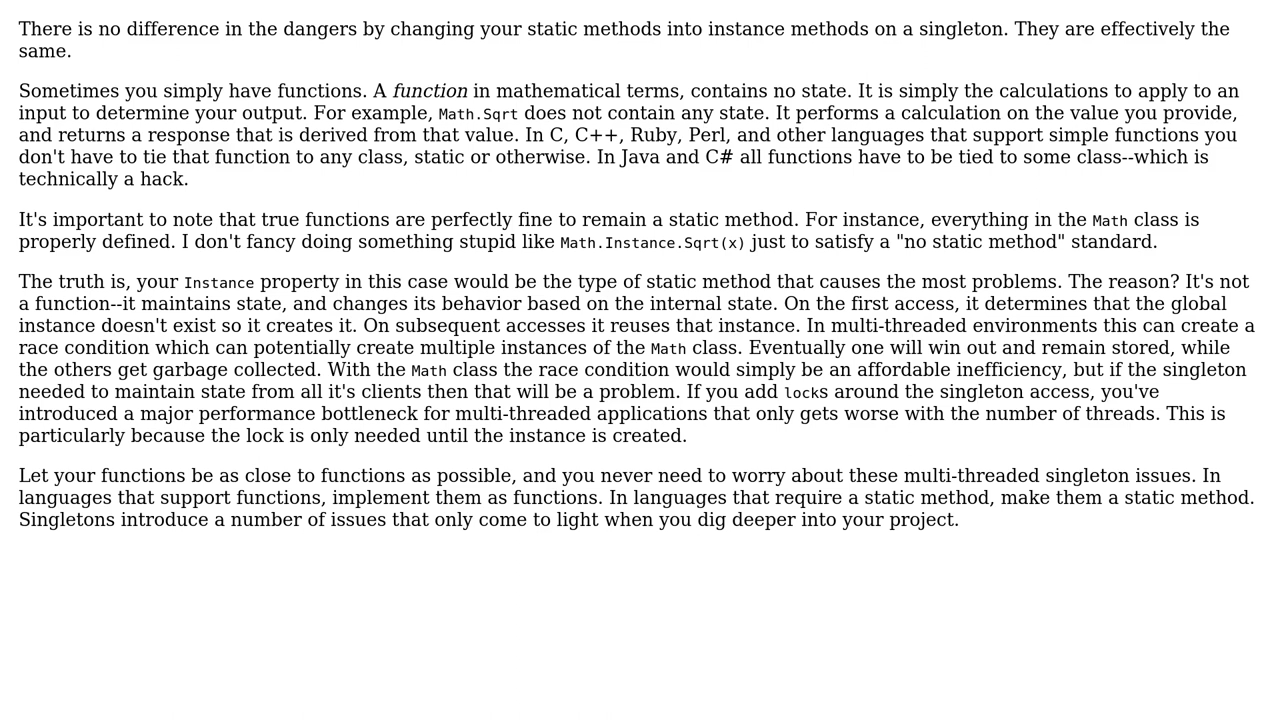 There is no difference in the dangers by changing your static methods into instance methods on a singleton. They are effectively the
same.
Sometimes you simply have functions. A function in mathematical terms, contains no state. It is simply the calculations to apply to an
input to determine your output. For example, Math.Sqrt does not contain any state. It performs a calculation on the value you provide,
and returns a response that is derived from that value. In C, C++, Ruby, Perl, and other languages that support simple functions you
don't have to tie that function to any class, static or otherwise. In Java and C# all functions have to be tied to some class--which is
technically a hack.
It's important to note that true functions are perfectly fine to remain a static method. For instance, everything in the Math class is
properly defined. I don't fancy doing something stupid like Math.Instance.Sqrt(x) just to satisfy a "no static method" standard.
The truth is, your Instance property in this case would be the type of static method that causes the most problems. The reason? It's not
a function--it maintains state, and changes its behavior based on the internal state. On the first access, it determines that the global
instance doesn't exist so it creates it. On subsequent accesses it reuses that instance. In multi-threaded environments this can create a
race condition which can potentially create multiple instances of the Math class. Eventually one will win out and remain stored, while
the others get garbage collected. With the Math class the race condition would simply be an affordable inefficiency, but if the singleton
needed to maintain state from all it's clients then that will be a problem. If you add locks around the singleton access, you've
introduced a major performance bottleneck for multi-threaded applications that only gets worse with the number of threads. This is
particularly because the lock is only needed until the instance is created.
Let your functions be as close to functions as possible, and you never need to worry about these multi-threaded singleton issues. In
languages that support functions, implement them as functions. In languages that require a static method, make them a static method.
Singletons introduce a number of issues that only come to light when you dig deeper into your project.